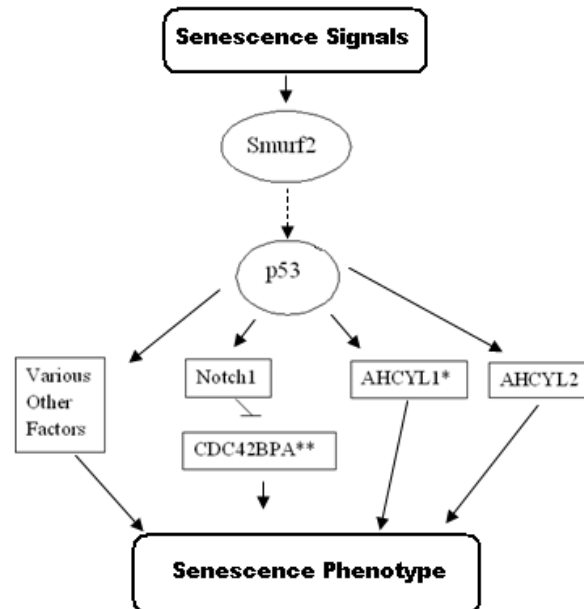 Senescence Signals
Smurf2
p53
Various
Other
Factors
Notch1
AHCYL1*
AHCYL2
CDC42BPA**
Senescence Phenotype